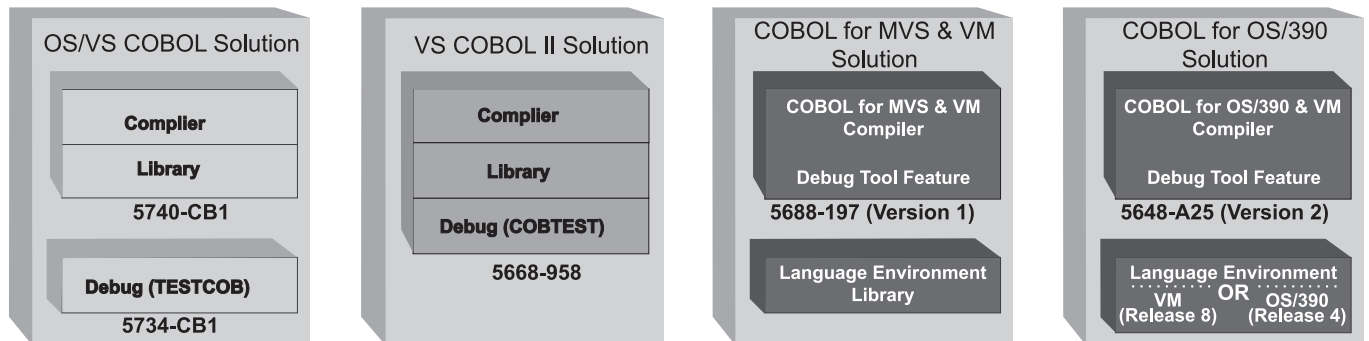 OS/VS COBOL Solution
Complier
Library
5740-CB1
Debug (TESTCOB)
5734-CB1
VS COBOL II Solution
Complier
Library
Debug (COBTEST)
5668-958
COBOL for MVS & VM
Solution
COBOL for MVS & VM
Compiler
Debug Tool Feature
5688-197 (Version 1)
Language Environment
Library
COBOL for OS/390
Solution
COBOL for OS/390 & VM
Compiler
Debug Tool Feature
5648-A25 (Version 2)
Language Environment
VM OR OS/390
(Release 8) (Release 4)